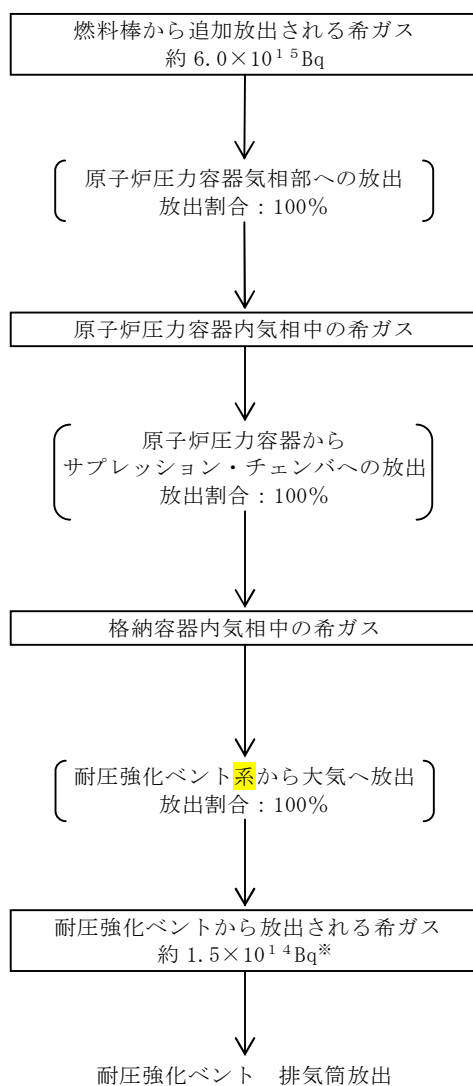 燃料棒から追加放出される希ガス
約 6.0×10¹⁵Bq
原子炉圧力容器気相部への放出
放出割合：100%
原子炉圧力容器内気相中の希ガス
原子炉圧力容器から
サプレッション・チェンバへの放出
放出割合：100%
格納容器内気相中の希ガス
耐圧強化ベント系から大気へ放出
放出割合：100%
耐圧強化ベントから放出される希ガス
約 1.5×10¹⁴Bq※
耐圧強化ベント　排気筒放出